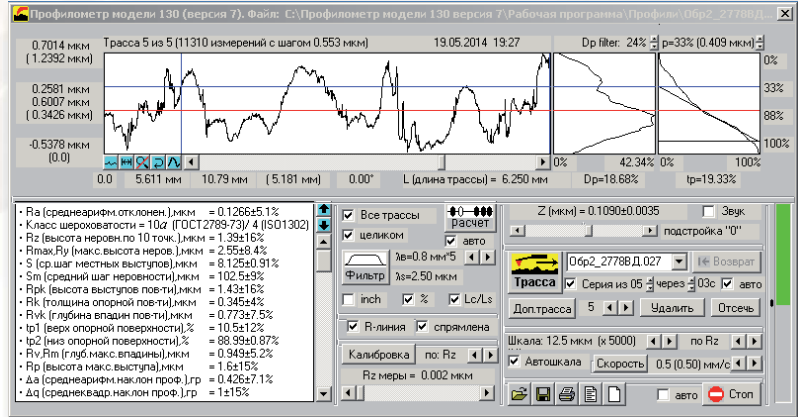 Профилометр модели 130 (версия 7). Файл: C:\Профилометр модели 130 версия 7\Рабочая программа\Профили\Обр2_2778ВД...
0.7014 мкм
( 1.2392 мкм)
Трасса 5 из 5 (11310 измерений с шагом 0.553 мкм) 19.05.2014 19:27 Dp filter: 24% p=33% (0.409 мкм)
0%
0.2581 мкм 33%
0.6007 мкм
( 0.3426 мкм) 88%
-0.5378 мкм 100%
(0.0)
0% 42.34% 0% 100%
0.0 5.611 мм 10.79 мм ( 5.181 мм) 0.00° L (длина трассы) = 6.250 мм Dp=18.68% tp=19.33%
· Ra (среднеарифм.отклонен.),мкм = 0.1266±5.1%
· Класс шероховатости = 10а (ГОСТ2789-73)/ 4 (ISO1302)
· Rz (высота неровн.по 10 точк.),мкм = 1.39±16%
· Rmax,Ry (макс.высота неров.),мкм = 2.55±8.4%
· S (ср.шаг местных выступов),мкм = 8.125±0.91%
· Sm (средний шаг неровности),мкм = 102.5±9%
· Rpk (высота выступов пов-ти),мкм = 1.43±16%
· Rk (толщина опорной пов-ти),мкм = 0.345±4%
· Rvk (глубина впадин пов-ти),мкм = 0.773±7.5%
· tp1 (верх опорной поверхности),% = 10.5±12%
· tp2 (низ опорной поверхности),% = 88.99±0.87%
· Rv,Rm (глуб.макс.впадины),мкм = 0.949±5.2%
· Rp (высота макс.выступа),мкм = 1.6±15%
· Δa (среднеарифм.наклон проф.),гр = 0.426±7.1%
· Δq (среднеквадр.наклон проф.),гр = 1±15%
Все трассы
расчет
целиком
авто
λв=0.8 мм*5
Фильтр λs=2.50 мкм
inch % Lc/Ls
R-линия спрямлена
Калибровка по: Rz
Rz меры = 0.002 мкм
Z (мкм) = 0.1090±0.0035 Звук
подстройка "0"
Обр2_2778ВД.027 Возврат
Трасса Серия из 05 через 03с авто
Доп.трасса 5 Удалить Отсечь
Шкала: 12.5 мкм (x 5000) по Rz
Автошкала Скорость 0.5 (0.50) мм/с
авто Стоп